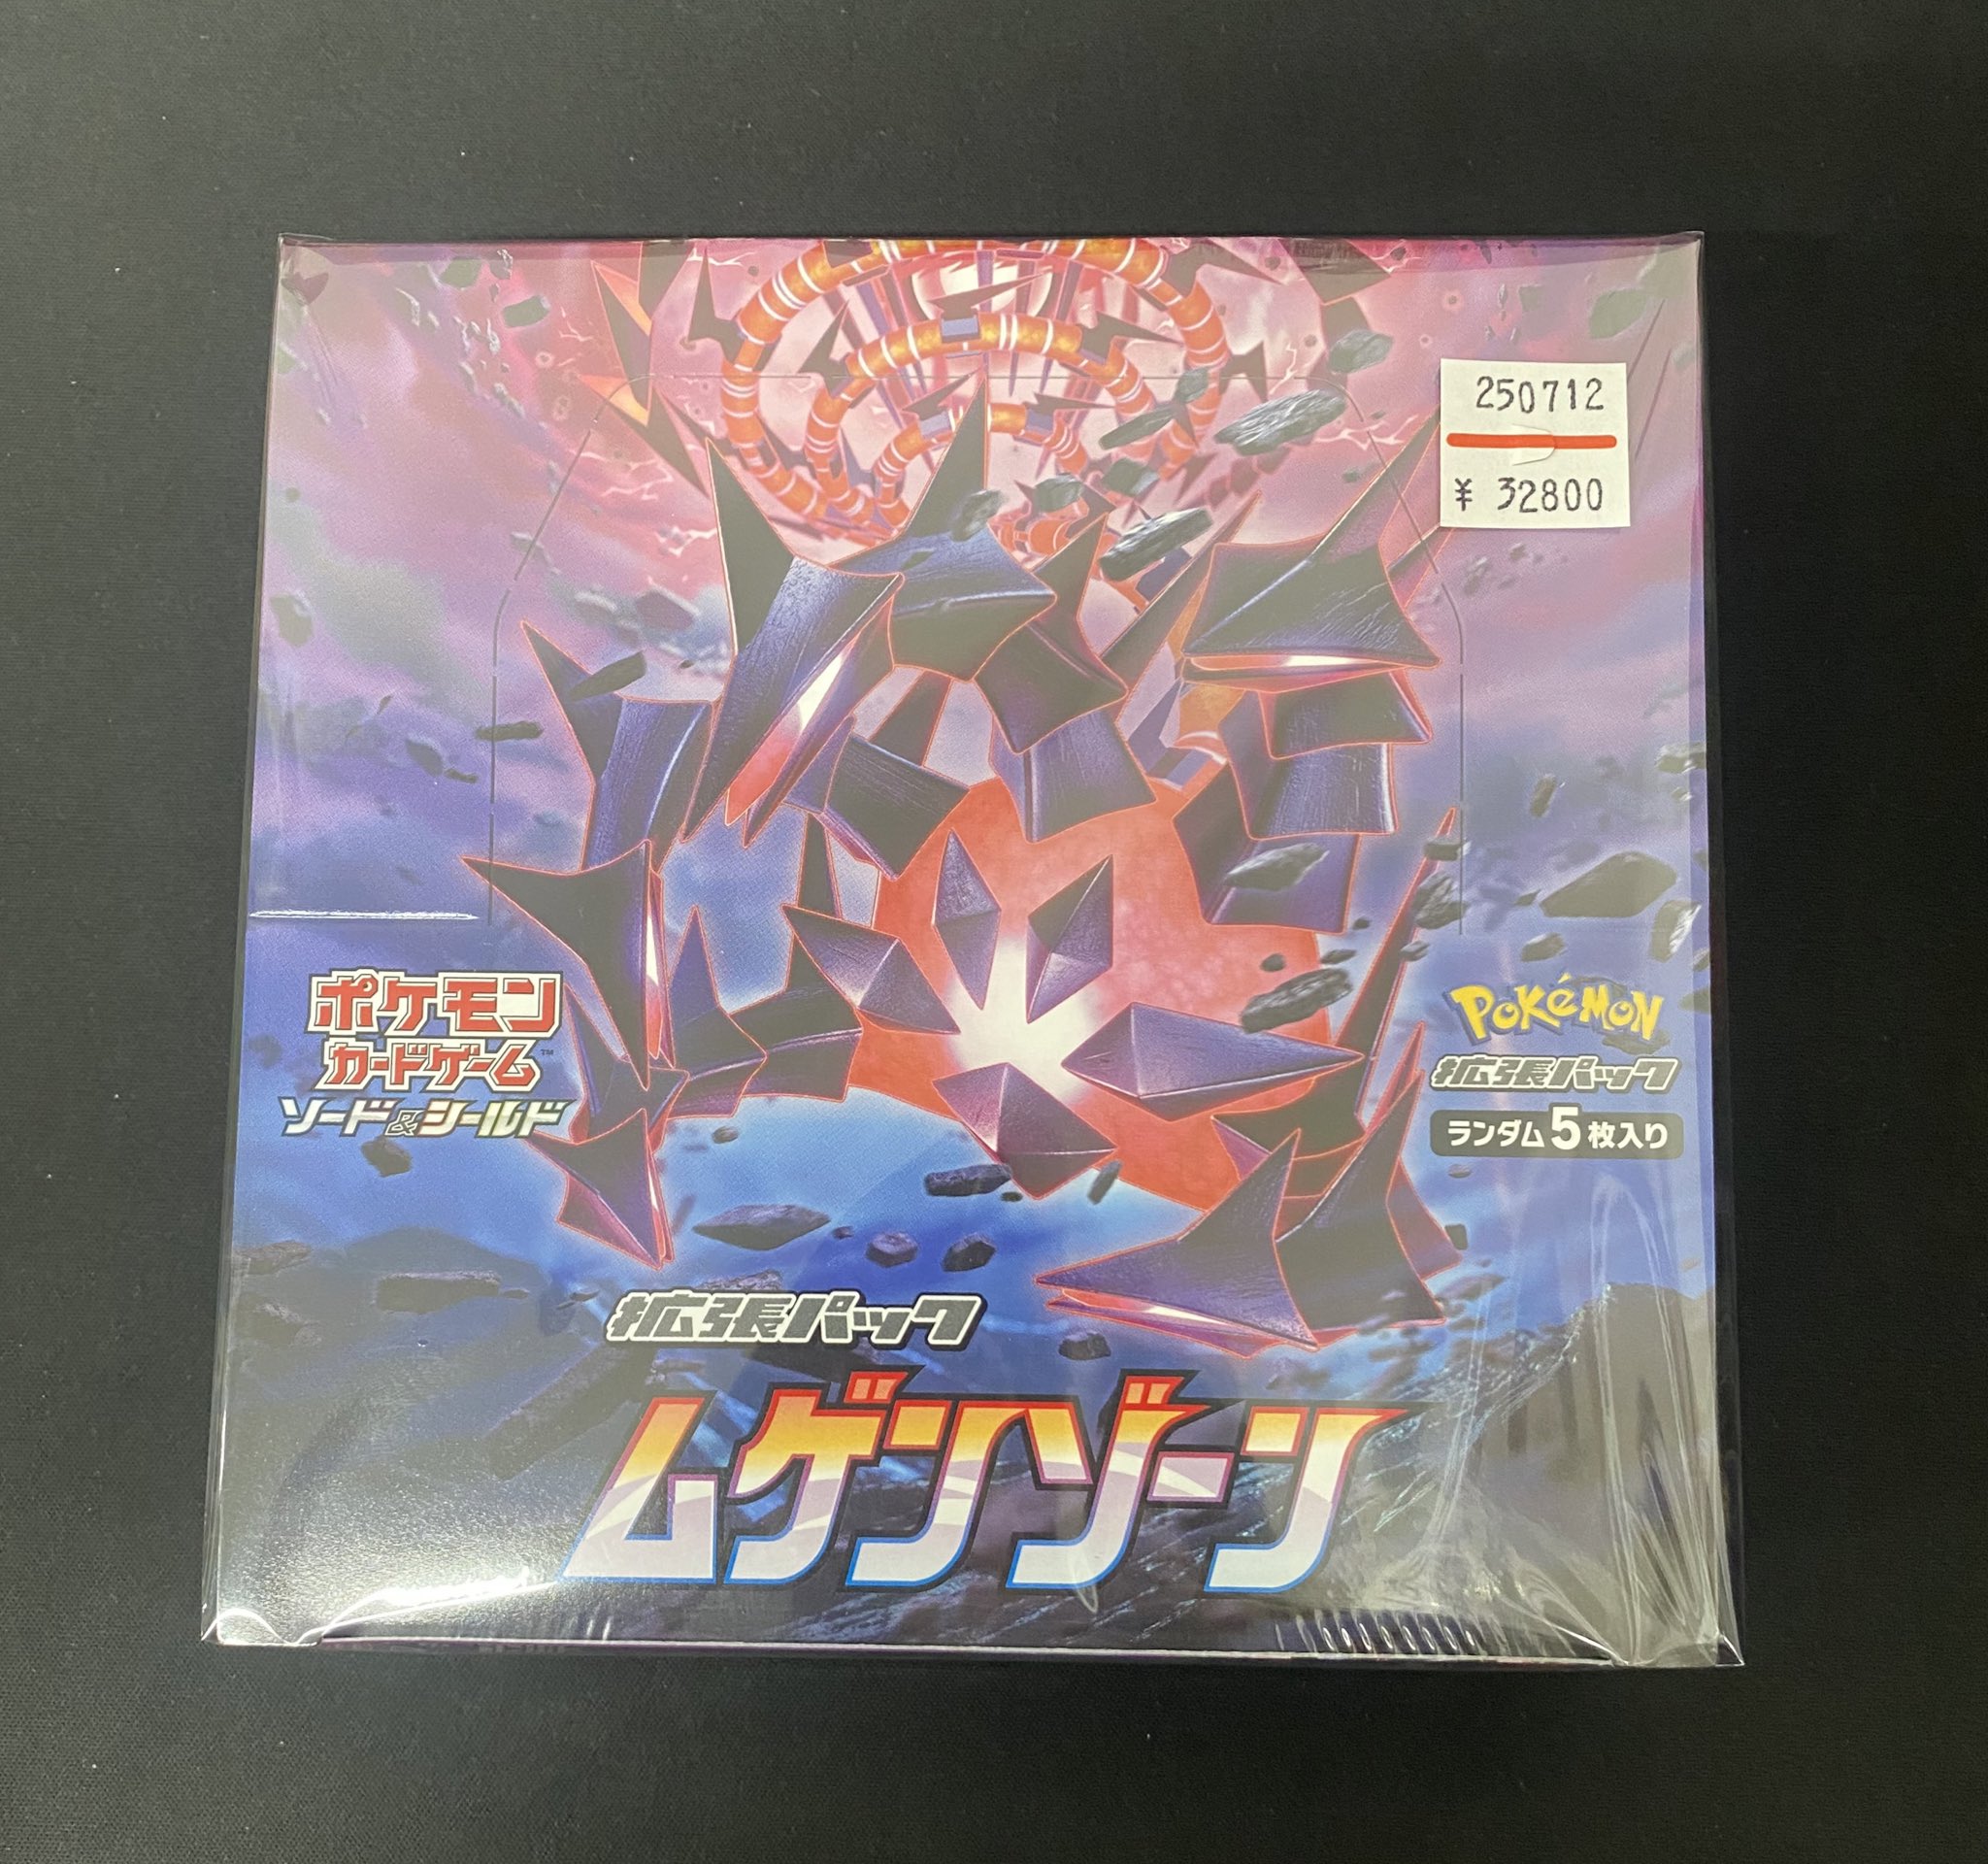 250712
¥ 32800
ポケモン
カードゲーム™
ソード&シールド
Pokémon
拡張パック
ランダム5枚入り
拡張パック
ムゲンゾーン